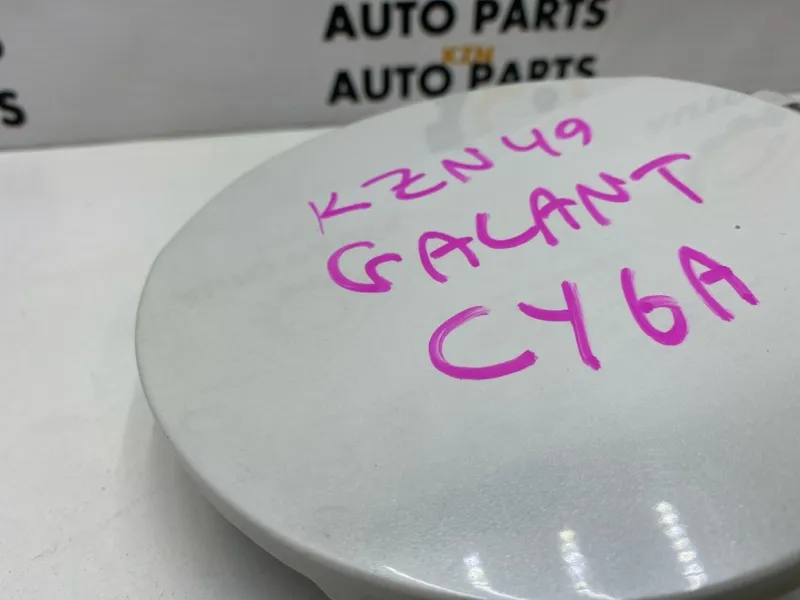 AUTO PARTS
KZN
AUTO PARTS
S
KZN49
GALANT
CY6A